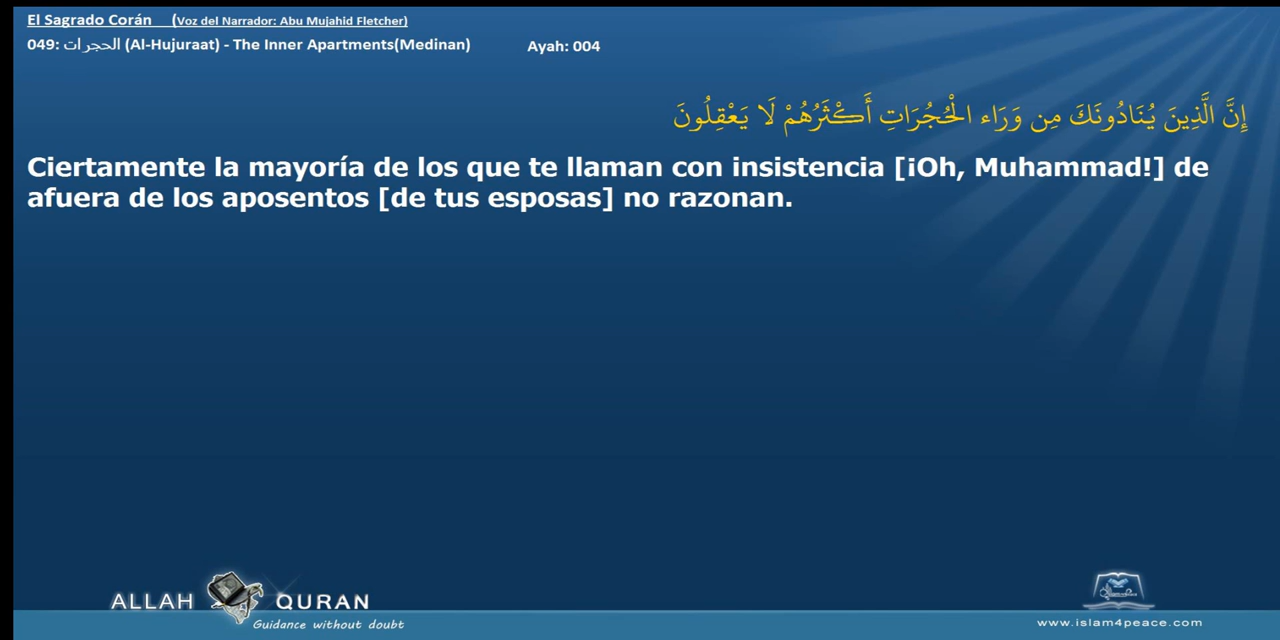 El Sagrado Corán (Voz del Narrador: Abu Mujahid Fletcher)
049: الحجرات (Al-Hujuraat) - The Inner Apartments(Medinan) Ayah: 004
إِنَّ الَّذِينَ يُنَادُونَكَ مِن وَرَاء الْحُجُرَاتِ أَكْثَرُهُمْ لَا يَعْقِلُونَ
Ciertamente la mayoría de los que te llaman con insistencia [¡Oh, Muhammad!] de
afuera de los aposentos [de tus esposas] no razonan.
ALLAH QURAN
Guidance without doubt
www.islam4peace.com